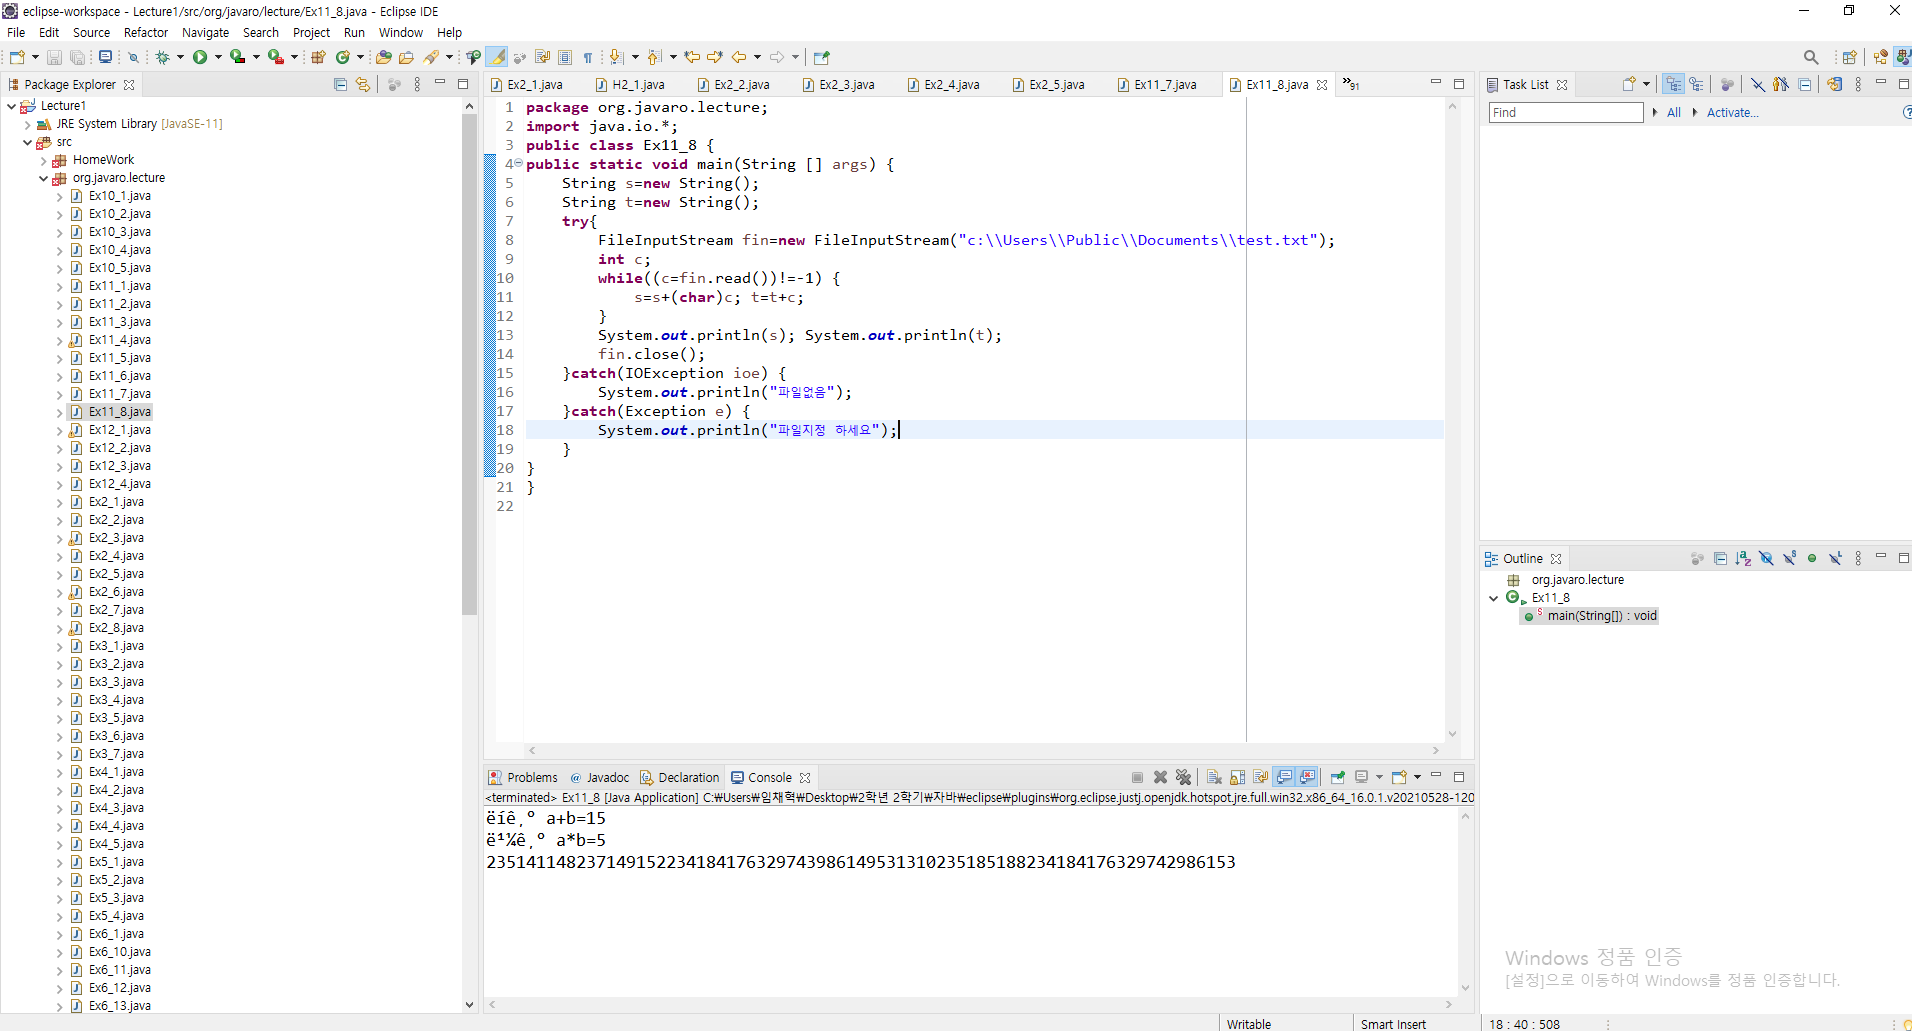 eclipse-workspace - Lecture1/src/org/javaro/lecture/Ex11_8.java - Eclipse IDE
File Edit Source Refactor Navigate Search Project Run Window Help
Package Explorer
Lecture1
JRE System Library [JavaSE-11]
src
HomeWork
org.javaro.lecture
Ex10_1.java
Ex10_2.java
Ex10_3.java
Ex10_4.java
Ex10_5.java
Ex11_1.java
Ex11_2.java
Ex11_3.java
Ex11_4.java
Ex11_5.java
Ex11_6.java
Ex11_7.java
Ex11_8.java
Ex12_1.java
Ex12_2.java
Ex12_3.java
Ex12_4.java
Ex2_1.java
Ex2_2.java
Ex2_3.java
Ex2_4.java
Ex2_5.java
Ex2_6.java
Ex2_7.java
Ex2_8.java
Ex3_1.java
Ex3_2.java
Ex3_3.java
Ex3_4.java
Ex3_5.java
Ex3_6.java
Ex3_7.java
Ex4_1.java
Ex4_2.java
Ex4_3.java
Ex4_4.java
Ex4_5.java
Ex5_1.java
Ex5_2.java
Ex5_3.java
Ex5_4.java
Ex6_1.java
Ex6_10.java
Ex6_11.java
Ex6_12.java
Ex6_13.java
Ex2_1.java H2_1.java Ex2_2.java Ex2_3.java Ex2_4.java Ex2_5.java Ex11_7.java Ex11_8.java »91
1 package org.javaro.lecture;
2 import java.io.*;
3 public class Ex11_8 {
4 public static void main(String [] args) {
5 String s=new String();
6 String t=new String();
7 try{
8 FileInputStream fin=new FileInputStream("c:\\Users\\Public\\Documents\\test.txt");
9 int c;
10 while((c=fin.read())!=-1) {
11 s=s+(char)c; t=t+c;
12 }
13 System.out.println(s); System.out.println(t);
14 fin.close();
15 }catch(IOException ioe) {
16 System.out.println("파일없음");
17 }catch(Exception e) {
18 System.out.println("파일지정 하세요");
19 }
20 }
21 }
22
Problems @ Javadoc Declaration Console
<terminated> Ex11_8 [Java Application] C:₩Users₩임채혁₩Desktop₩2학년 2학기₩자바₩eclipse₩plugins₩org.eclipse.justj.openjdk.hotspot.jre.full.win32.x86_64_16.0.1.v20210528-120
ëíê¸° a+b=15
ë¹¼ê¸° a*b=5
2351411482371491522341841763297439861495313102351851882341841763297429861​53
Task List
Find All Activate...
Outline
org.javaro.lecture
Ex11_8
main(String[]) : void
Windows 정품 인증
[설정]으로 이동하여 Windows를 정품 인증합니다.
Writable Smart Insert 18 : 40 : 508